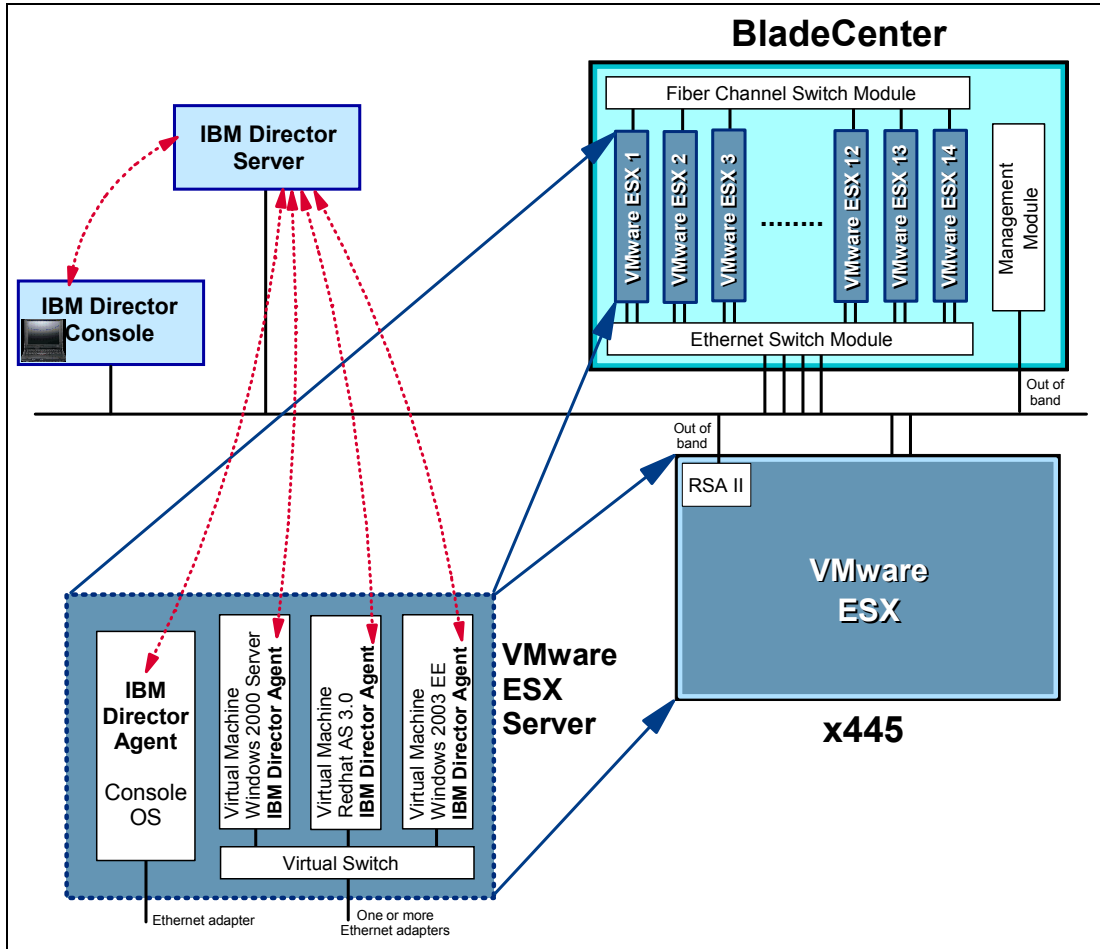 BladeCenter
Fiber Channel Switch Module
VMware ESX 1
VMware ESX 2
VMware ESX 3
........
VMware ESX 12
VMware ESX 13
VMware ESX 14
Management
Module
Ethernet Switch Module
IBM Director
Server
IBM Director
Console
Out of
band
Out of
band
RSA II
VMware
ESX
x445
VMware
ESX
Server
IBM
Director
Agent
Console
OS
Virtual Machine
Windows 2000 Server
IBM Director Agent
Virtual Machine
Redhat AS 3.0
IBM Director Agent
Virtual Machine
Windows 2003 EE
IBM Director Agent
Virtual Switch
Ethernet adapter
One or more
Ethernet adapters